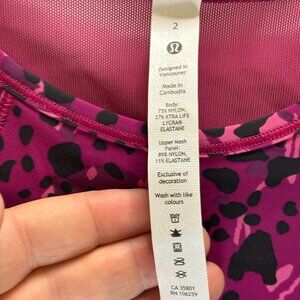 2
Designed in
Vancouver
Made in
Cambodia
Body:
73% NYLON,
27% XTRA LIFE
LYCRA®
ELASTANE
Upper Mesh
Panel:
89% NYLON,
11% ELASTANE
Exclusive of
decoration
Wash with like
colours
CA 35801
RN 106259